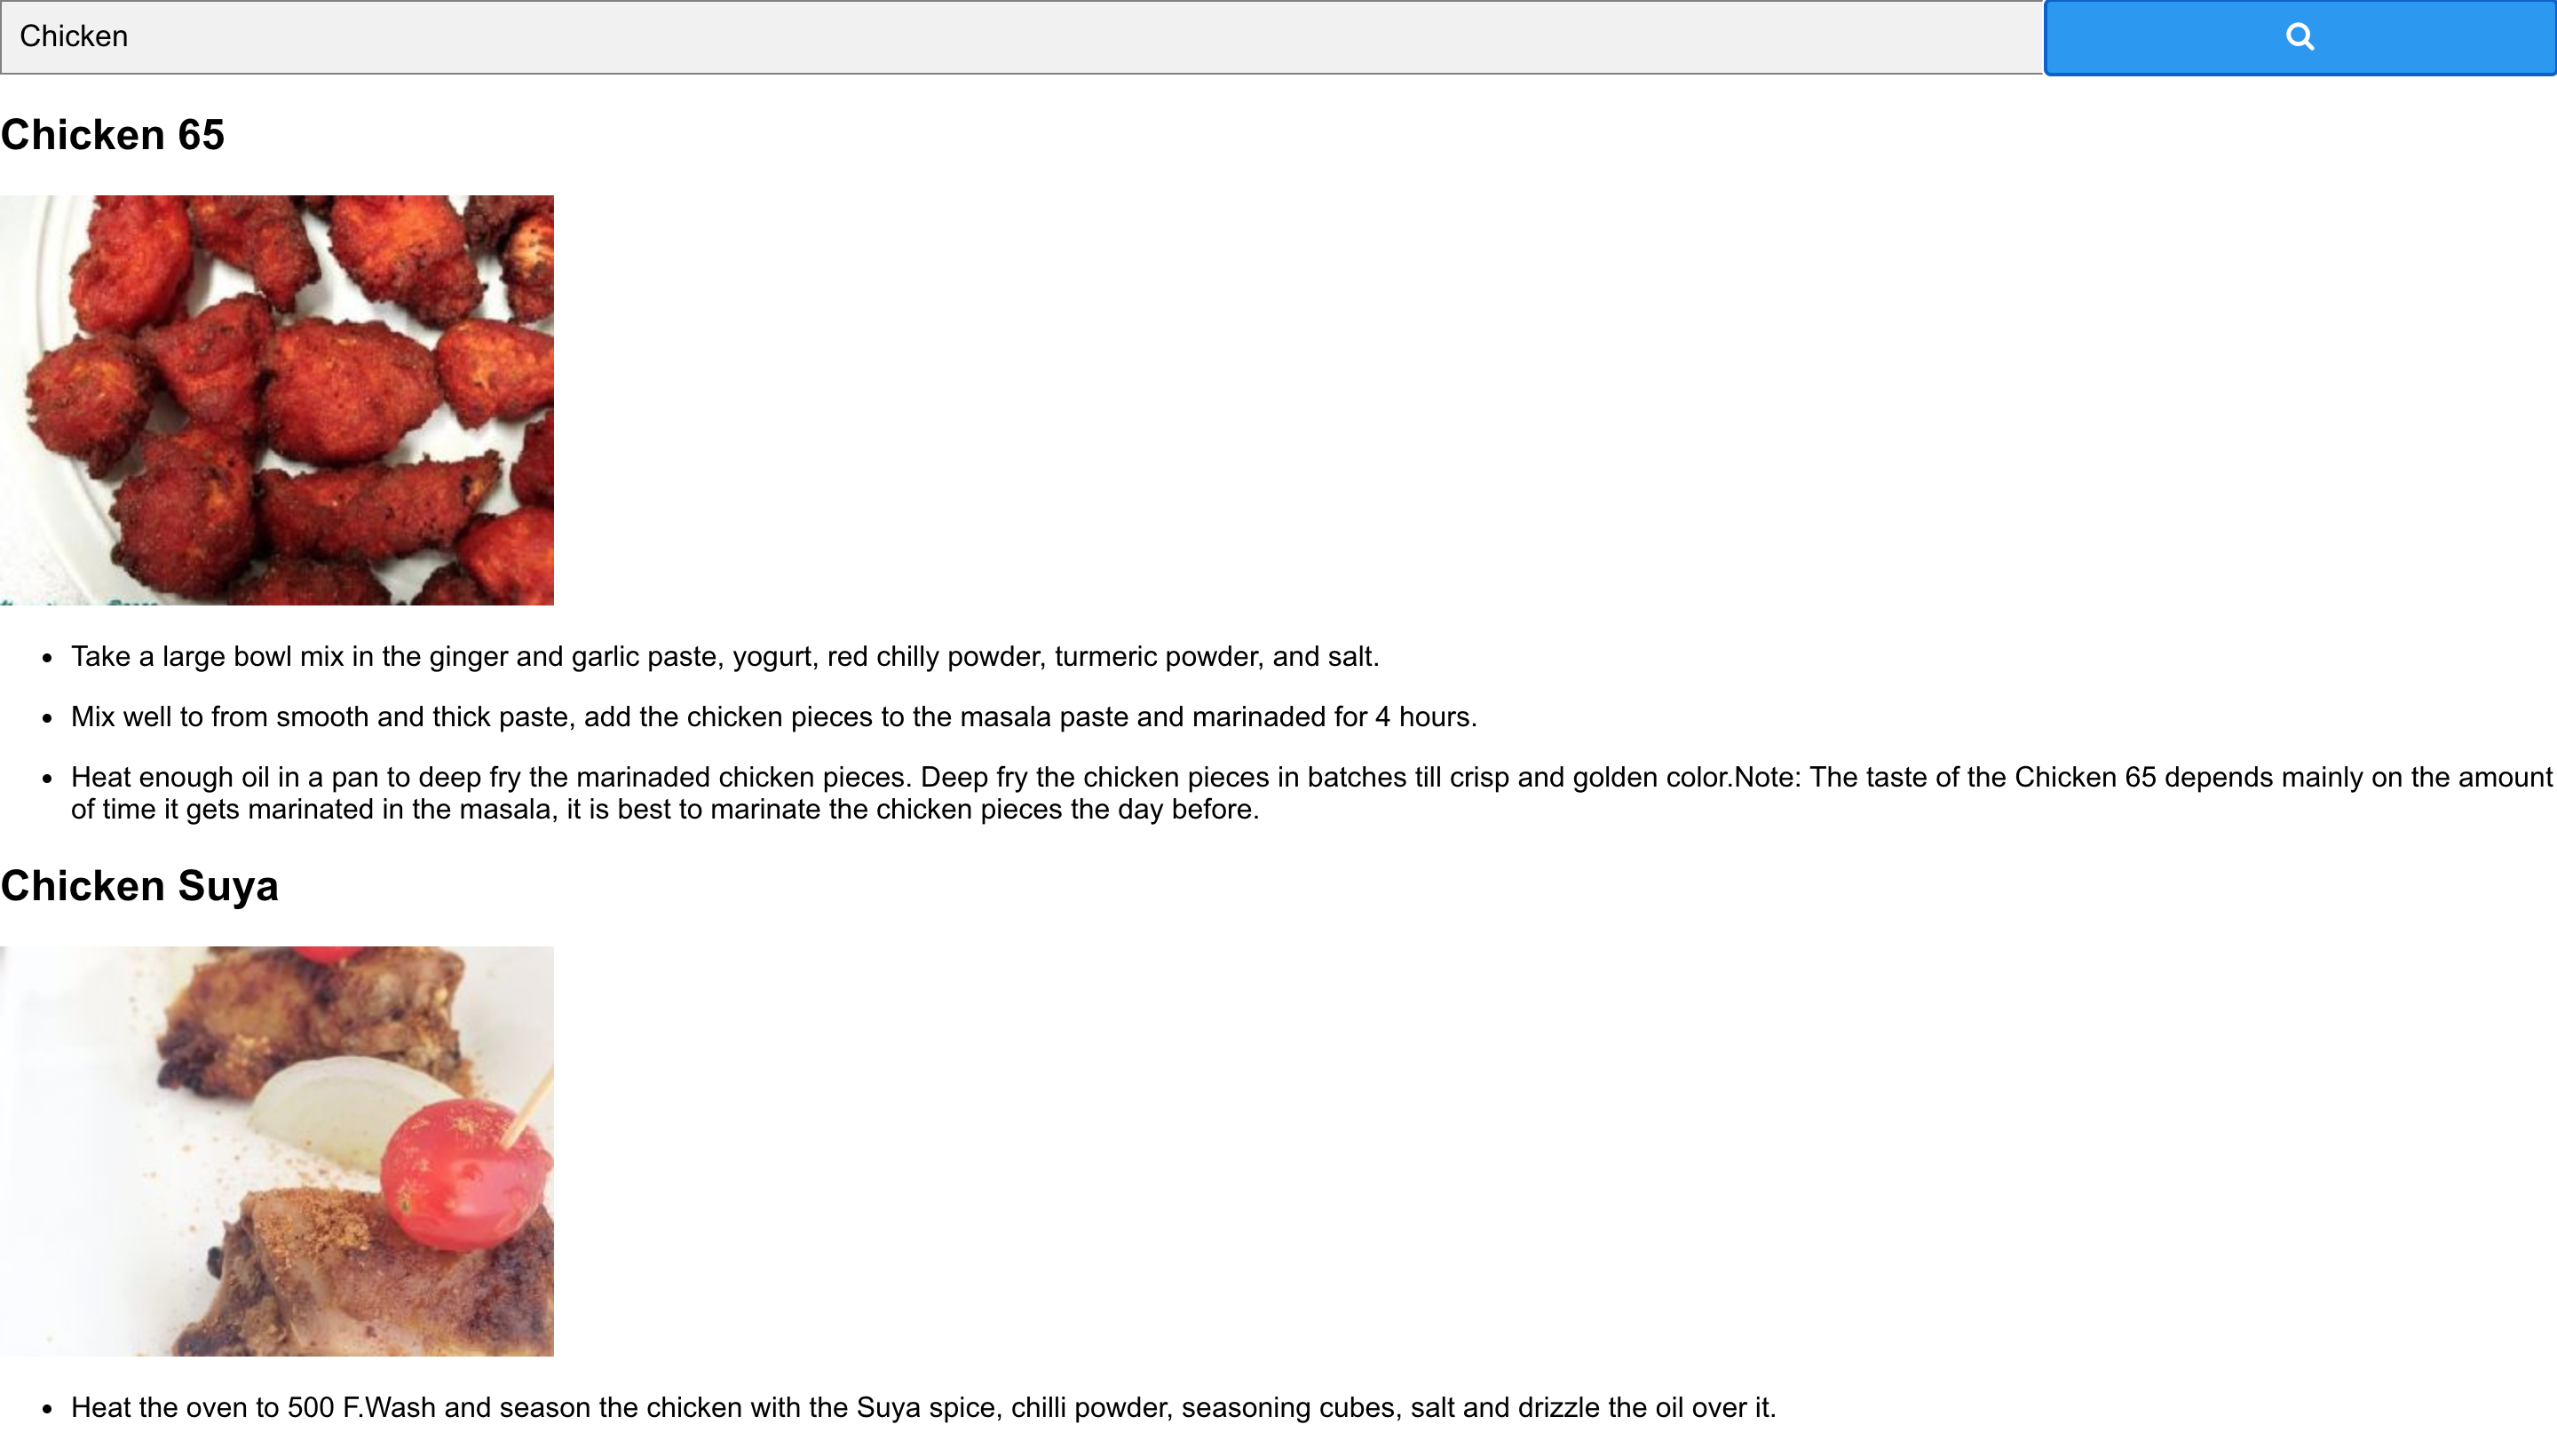 Chicken
Chicken 65
Take a large bowl mix in the ginger and garlic paste, yogurt, red chilly powder, turmeric powder, and salt.
Mix well to from smooth and thick paste, add the chicken pieces to the masala paste and marinaded for 4 hours.
Heat enough oil in a pan to deep fry the marinaded chicken pieces. Deep fry the chicken pieces in batches till crisp and golden color.Note: The taste of the Chicken 65 depends mainly on the amount
of time it gets marinated in the masala, it is best to marinate the chicken pieces the day before.
Chicken Suya
Heat the oven to 500 F.Wash and season the chicken with the Suya spice, chilli powder, seasoning cubes, salt and drizzle the oil over it.